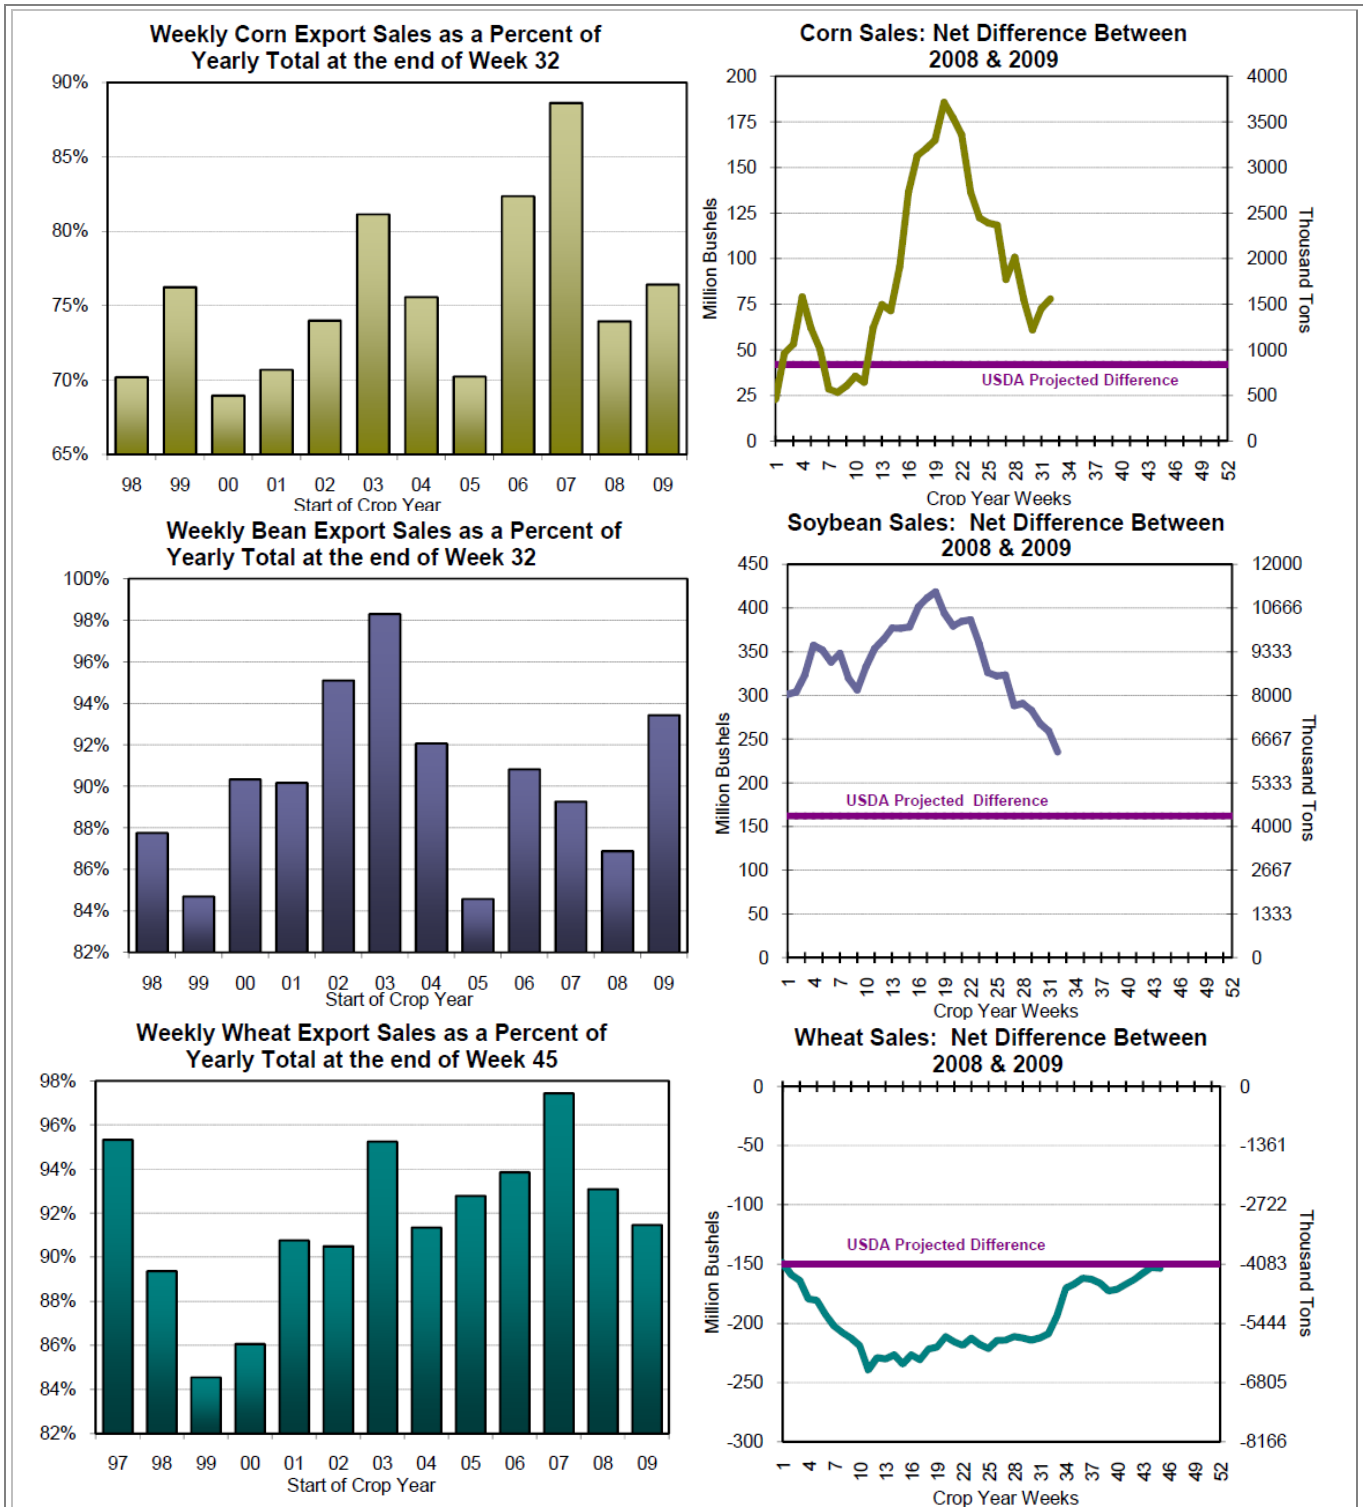 Weekly Corn Export Sales as a Percent of
Yearly Total at the end of Week 32
90%
85%
80%
75%
70%
65%
98 99 00 01 02 03 04 05 06 07 08 09
Start of Crop Year
Corn Sales: Net Difference Between
2008 & 2009
200
175
150
125
100
75
50
25
0
Million Bushels
4000
3500
3000
2500
2000
1500
1000
500
0
Thousand Tons
USDA Projected Difference
1 4 7 10 13 16 19 22 25 28 31 34 37 40 43 46 49 52
Crop Year Weeks
Weekly Bean Export Sales as a Percent of
Yearly Total at the end of Week 32
100%
98%
96%
94%
92%
90%
88%
86%
84%
82%
98 99 00 01 02 03 04 05 06 07 08 09
Start of Crop Year
Soybean Sales: Net Difference Between
2008 & 2009
450
400
350
300
250
200
150
100
50
0
Million Bushels
12000
10666
9333
8000
6667
5333
4000
2667
1333
0
Thousand Tons
USDA Projected Difference
1 4 7 10 13 16 19 22 25 28 31 34 37 40 43 46 49 52
Crop Year Weeks
Weekly Wheat Export Sales as a Percent of
Yearly Total at the end of Week 45
98%
96%
94%
92%
90%
88%
86%
84%
82%
97 98 99 00 01 02 03 04 05 06 07 08 09
Start of Crop Year
Wheat Sales: Net Difference Between
2008 & 2009
0
-50
-100
-150
-200
-250
-300
Million Bushels
0
-1361
-2722
-4083
-5444
-6805
-8166
Thousand Tons
USDA Projected Difference
1 4 7 10 13 16 19 22 25 28 31 34 37 40 43 46 49 52
Crop Year Weeks